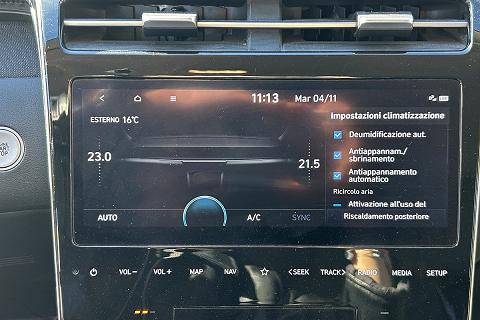 11:13
Mar 04/11
ESTERNO 16°C
Impostazioni climatizzazione
Deumidificazione aut.
Antiappannam./
sbrinamento
Antiappannamento
automatico
Ricircolo aria
Attivazione all'uso del
Riscaldamento posteriore
23.0
21.5
AUTO
A/C
SYNC
VOL−
VOL+
MAP
NAV
<SEEK
TRACK>
RADIO
MEDIA
SETUP
START
STOP